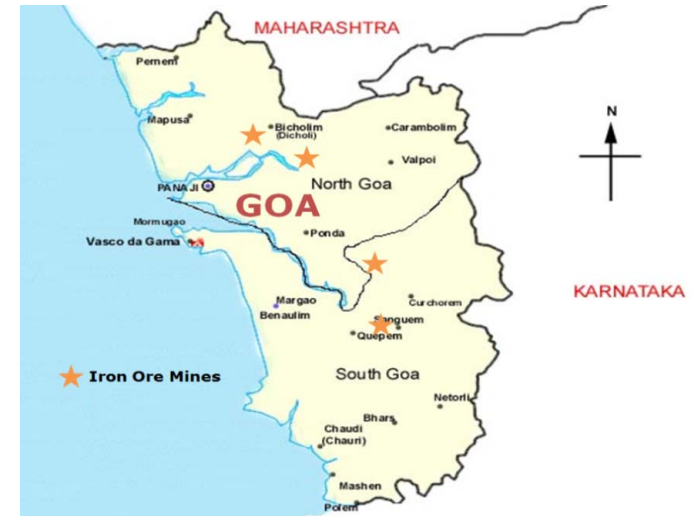 MAHARASHTRA
Pernem
N
Mapusa
Bicholim
(Dicholi)
Carambolim
Valpoi
PANAJI
North Goa
GOA
Mormugao
Ponda
Vasco da Gama
KARNATAKA
Margao
Curchorem
Benaulim
Sanguem
Quepem
Iron Ore Mines
South Goa
Netorli
Bhars
Chaudi
(Chauri)
Mashen
Polem